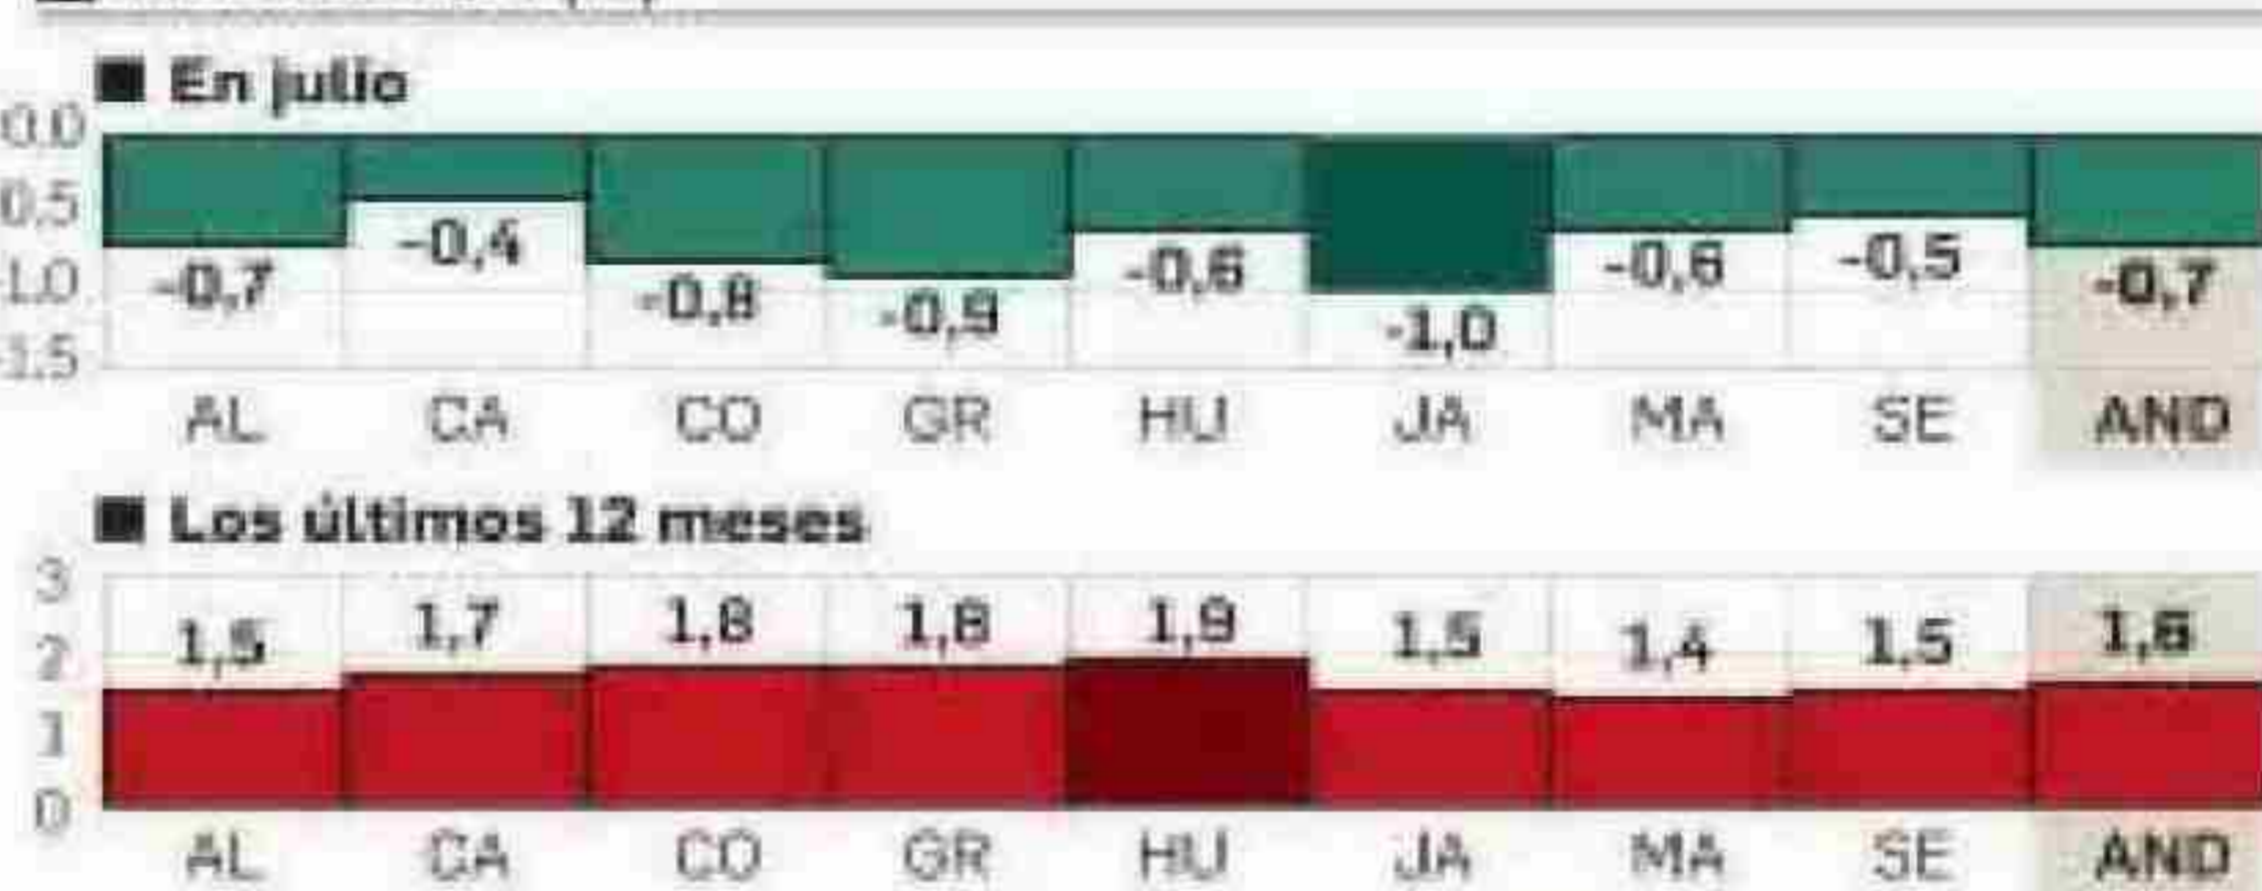 ■ En julio
0.0
0.5
-0,7 -0,4 -0,8 -0,9 -0,6 -1,0 -0,6 -0,5 -0,7
-1.0
-1.5
AL CA CO GR HU JA MA SE AND
■ Los últimos 12 meses
3
1,5 1,7 1,8 1,8 1,9 1,5 1,4 1,5 1,6
2
1
0
AL CA CO GR HU JA MA SE AND